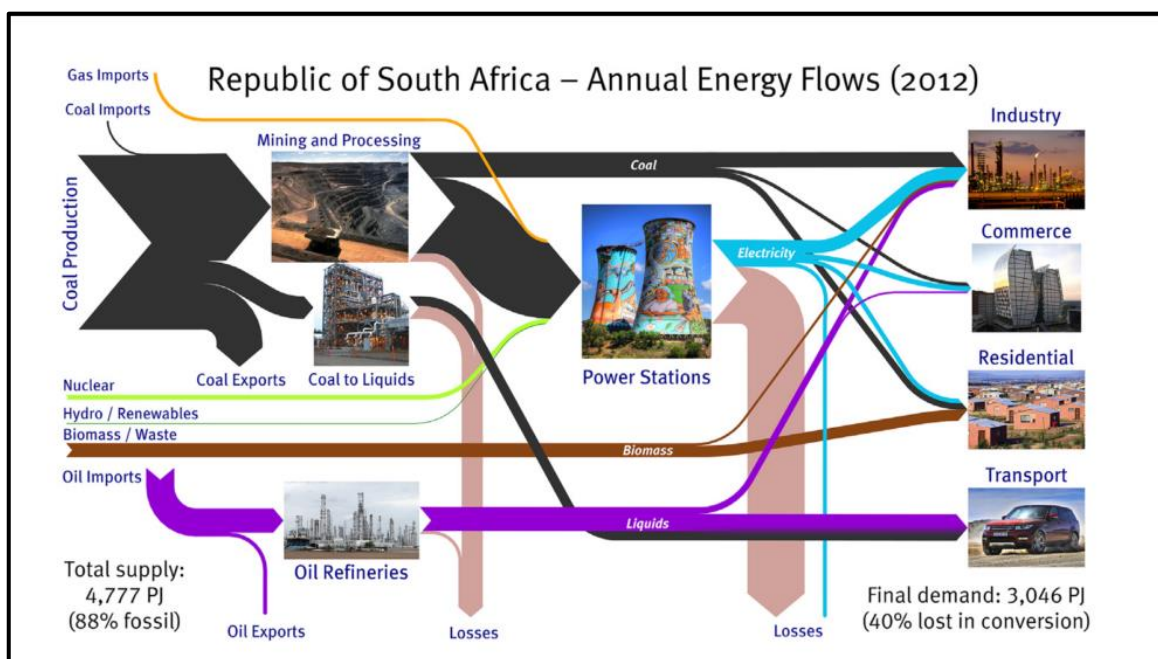 Republic of South Africa – Annual Energy Flows (2012)
Gas Imports
Coal Imports
Coal Production
Mining and Processing
Coal
Industry
Commerce
Electricity
Coal Exports
Coal to Liquids
Power Stations
Residential
Nuclear
Hydro / Renewables
Biomass / Waste
Biomass
Oil Imports
Transport
Liquids
Oil Refineries
Total supply:
4,777 PJ
(88% fossil)
Oil Exports
Losses
Losses
Final demand: 3,046 PJ
(40% lost in conversion)